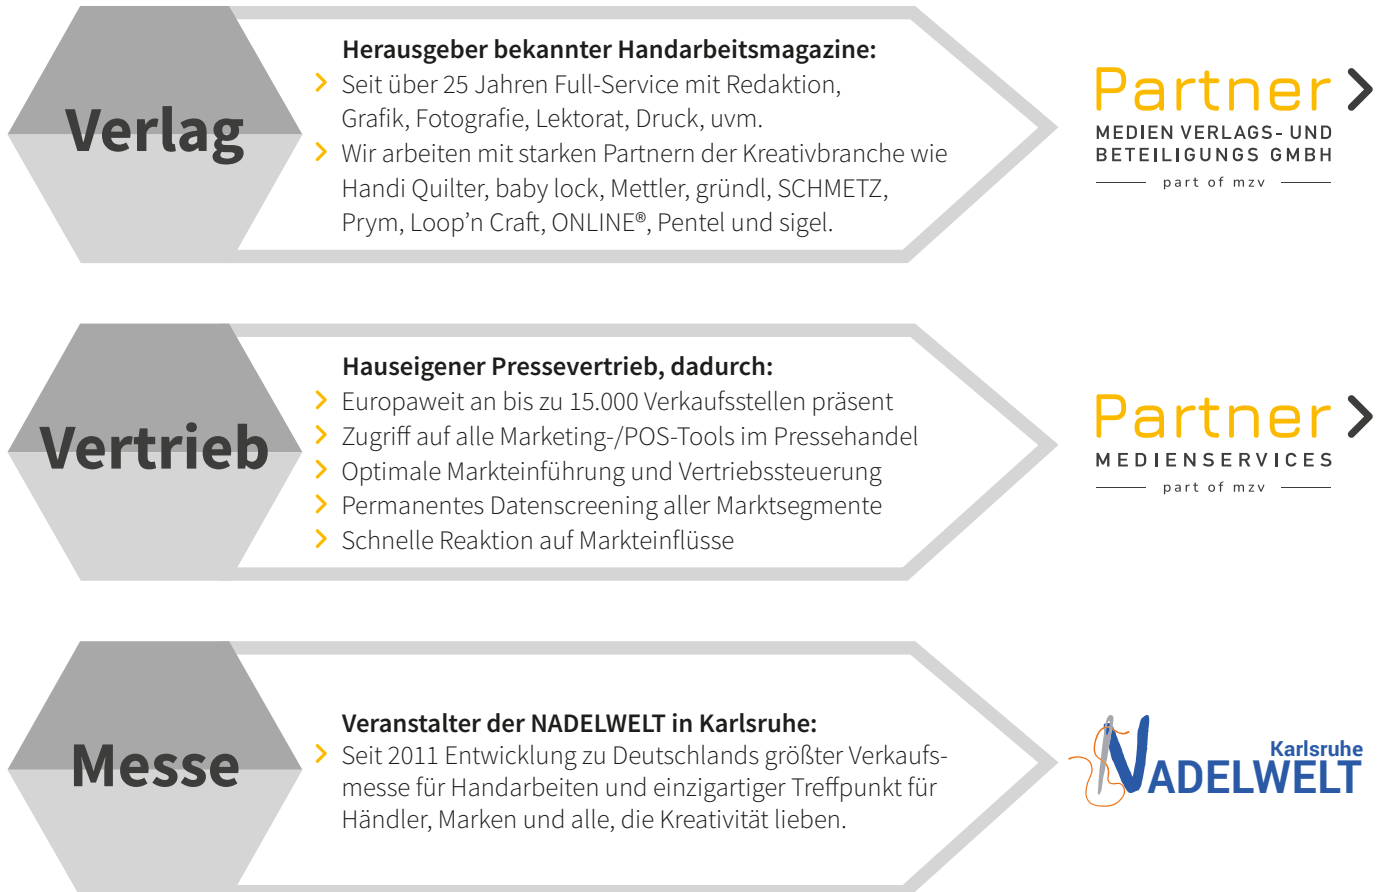 Verlag
Herausgeber bekannter Handarbeitsmagazine:
Seit über 25 Jahren Full-Service mit Redaktion,
Grafik, Fotografie, Lektorat, Druck, uvm.
Wir arbeiten mit starken Partnern der Kreativbranche wie
Handi Quilter, baby lock, Mettler, gründl, SCHMETZ,
Prym, Loop’n Craft, ONLINE®, Pentel und sigel.
Partner
MEDIEN VERLAGS- UND
BETEILIGUNGS GMBH
part of mzv
Vertrieb
Hauseigener Pressevertrieb, dadurch:
Europaweit an bis zu 15.000 Verkaufsstellen präsent
Zugriff auf alle Marketing-/POS-Tools im Pressehandel
Optimale Markteinführung und Vertriebssteuerung
Permanentes Datenscreening aller Marktsegmente
Schnelle Reaktion auf Markteinflüsse
Partner
MEDIENSERVICES
part of mzv
Messe
Veranstalter der NADELWELT in Karlsruhe:
Seit 2011 Entwicklung zu Deutschlands größter Verkaufs-
messe für Handarbeiten und einzigartiger Treffpunkt für
Händler, Marken und alle, die Kreativität lieben.
Karlsruhe
NADELWELT